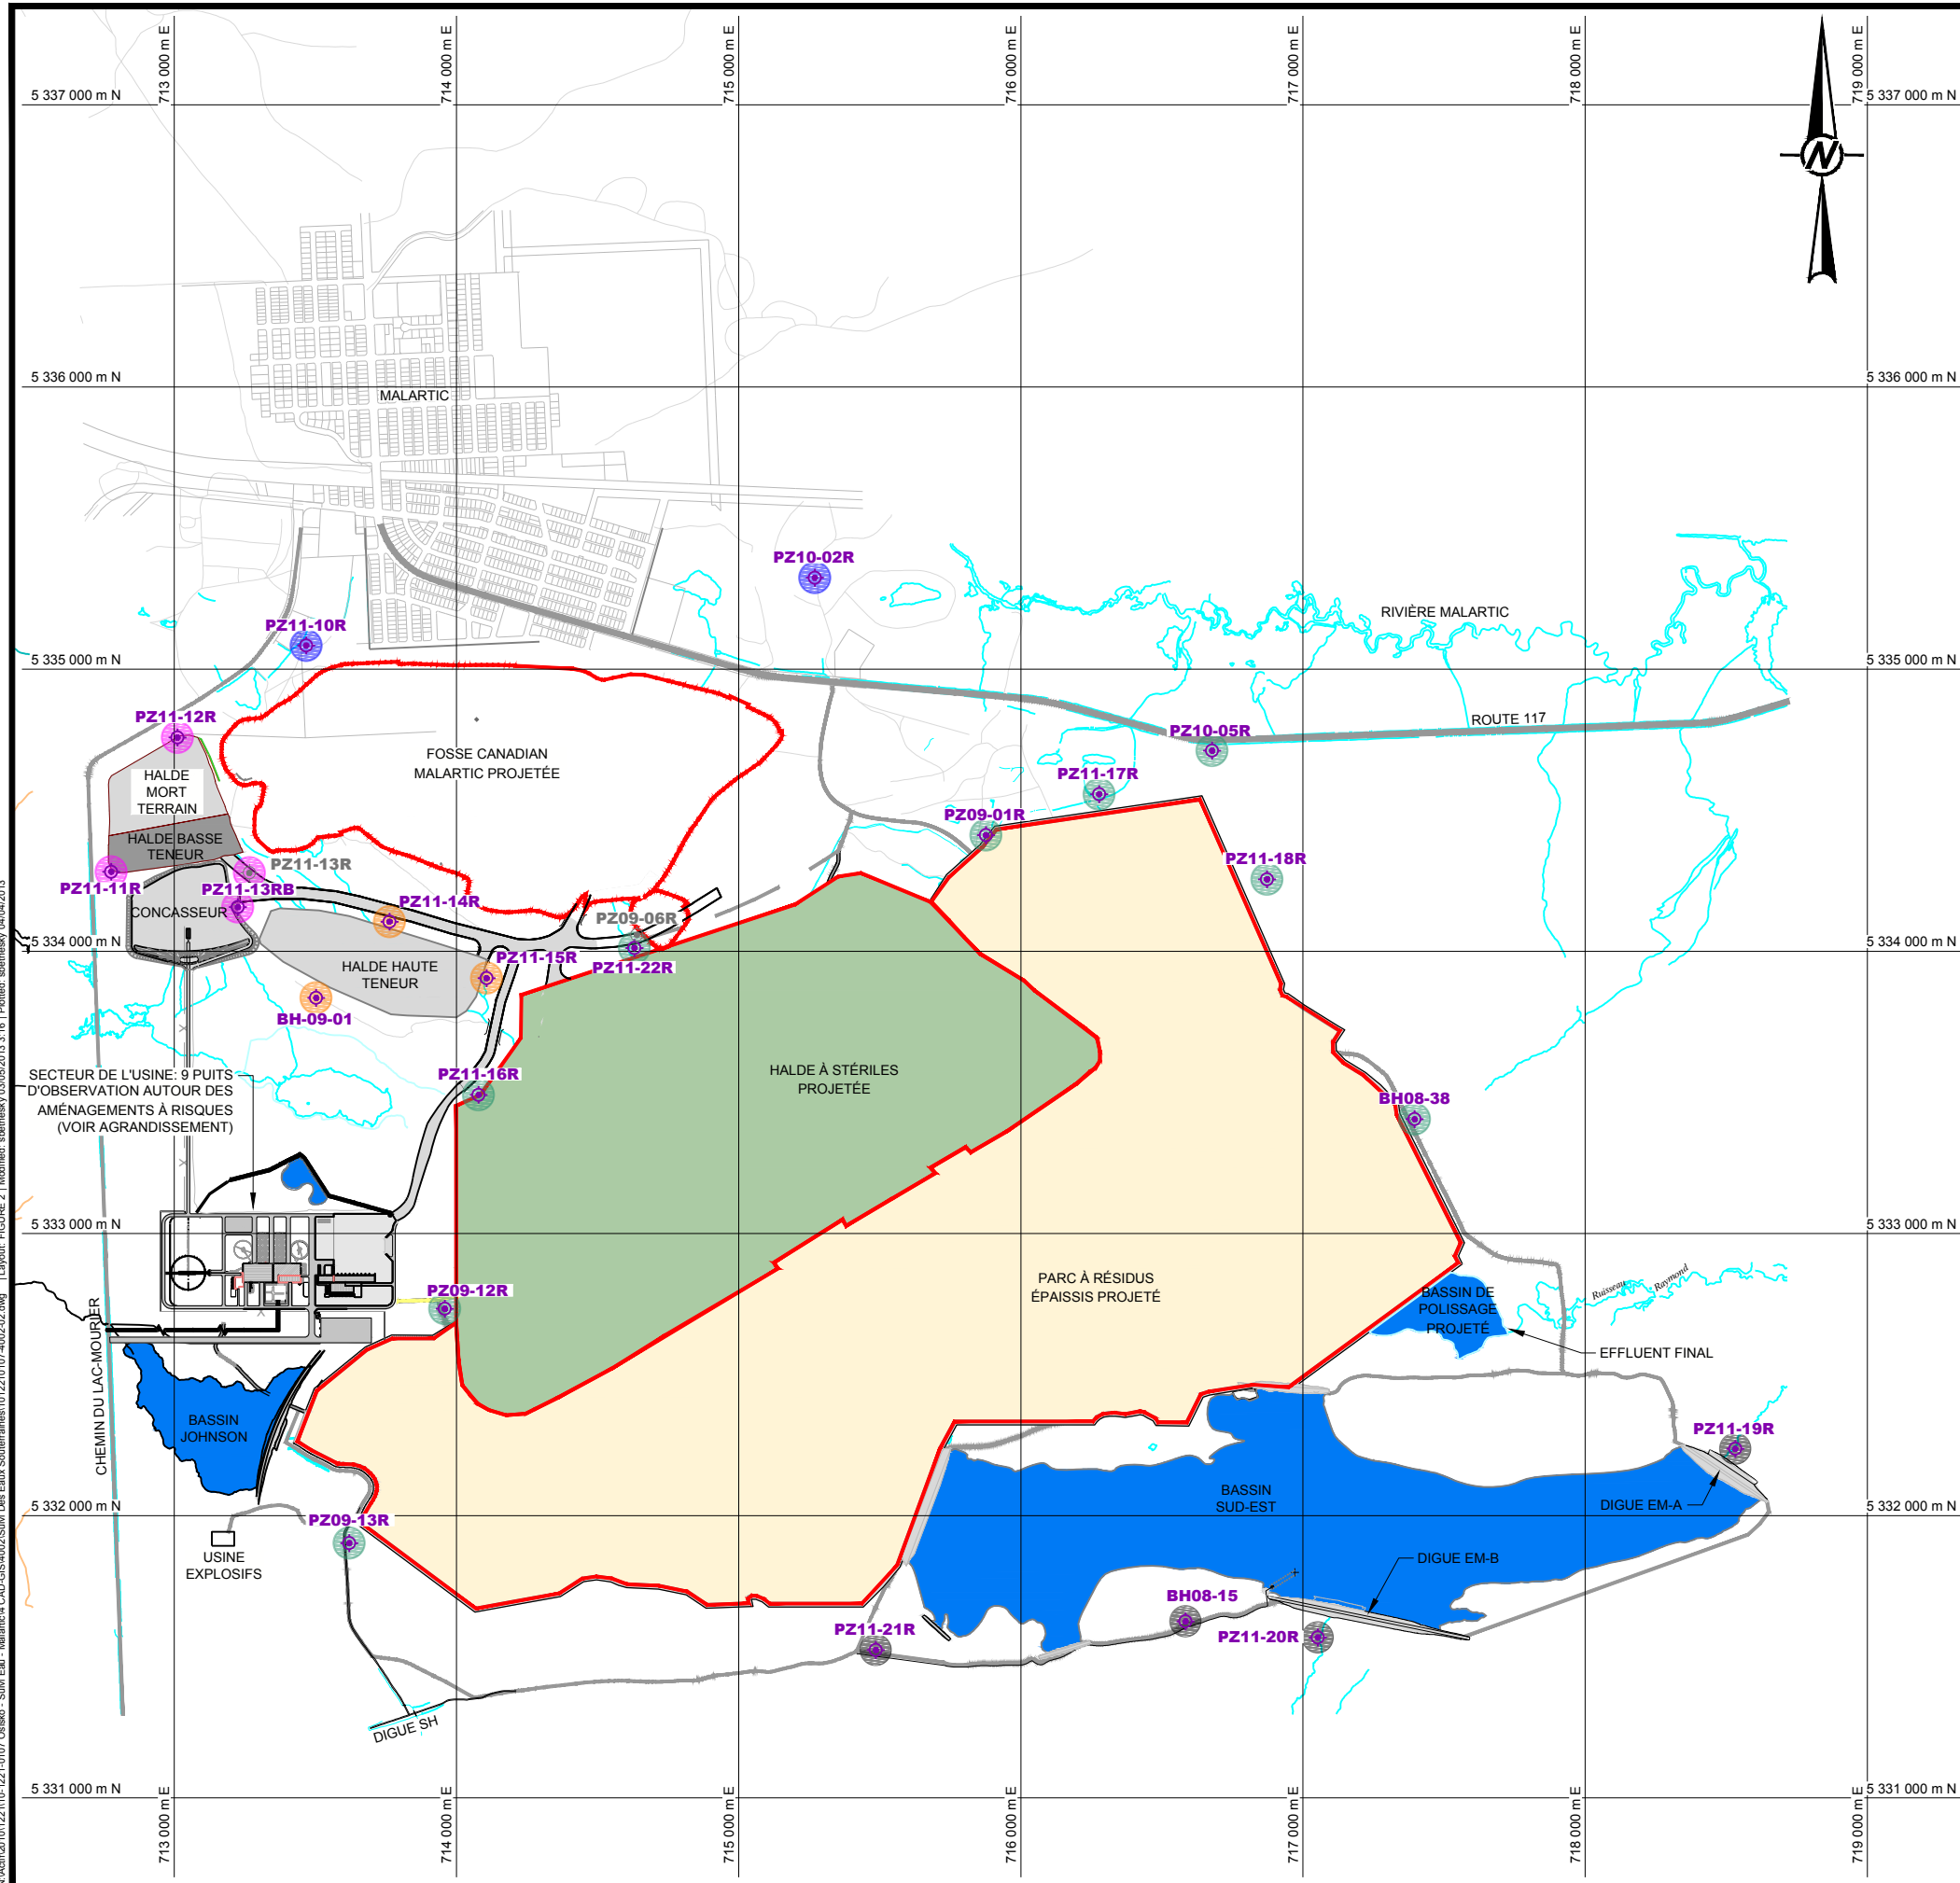 713 000 m E
714 000 m E
715 000 m E
716 000 m E
717 000 m E
718 000 m E
719 000 m E
5 337 000 m N
5 337 000 m N
N
5 336 000 m N
5 336 000 m N
MALARTIC
PZ10-02R
RIVIÈRE MALARTIC
PZ11-10R
5 335 000 m N
5 335 000 m N
PZ11-12R
ROUTE 117
PZ10-05R
FOSSE CANADIAN
MALARTIC PROJETÉE
HALDE
MORT
TERRAIN
PZ11-17R
PZ09-01R
HALDE BASSE
TENEUR
PZ11-13R
PZ11-18R
PZ11-11R
PZ11-13RB
PZ11-14R
CONCASSEUR
PZ09-06R
5 334 000 m N
5 334 000 m N
PZ11-15R
PZ11-22R
HALDE HAUTE
TENEUR
BH-09-01
SECTEUR DE L'USINE: 9 PUITS
D'OBSERVATION AUTOUR DES
AMÉNAGEMENTS À RISQUES
(VOIR AGRANDISSEMENT)
PZ11-16R
HALDE À STÉRILES
PROJETÉE
BH08-38
5 333 000 m N
5 333 000 m N
PZ09-12R
PARC À RÉSIDUS
ÉPAISSIS PROJETÉ
BASSIN DE
POLISSAGE
PROJETÉ
Ruisseau Raymond
EFFLUENT FINAL
CHEMIN DU LAC-MOURIER
BASSIN
JOHNSON
PZ11-19R
BASSIN
SUD-EST
DIGUE EM-A
5 332 000 m N
5 332 000 m N
PZ09-13R
USINE
EXPLOSIFS
DIGUE EM-B
BH08-15
PZ11-21R
PZ11-20R
DIGUE SH
5 331 000 m N
5 331 000 m N
713 000 m E
714 000 m E
715 000 m E
716 000 m E
717 000 m E
718 000 m E
719 000 m E